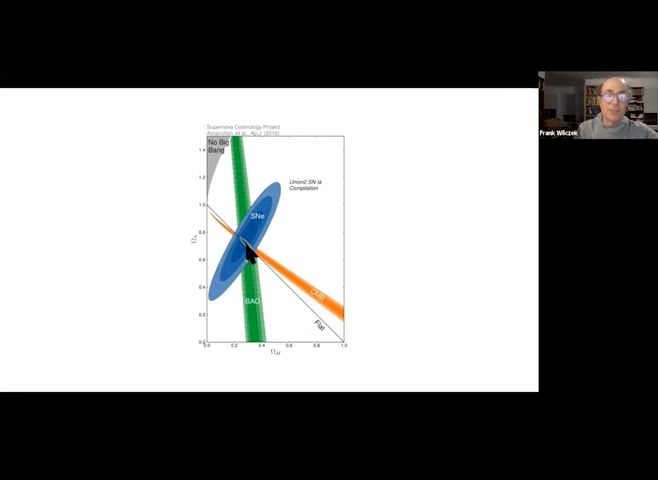 Supernova Cosmology Project
Amanullah, et al., Ap.J. (2010)
No Big
Bang
Union2 SN Ia
Compilation
SNe
CMB
BAO
Flat
1.4
1.2
1.0
0.8
0.6
0.4
0.2
0.0
0.0 0.2 0.4 0.6 0.8 1.0
Ω_Λ
Ω_M
Frank Wilczek